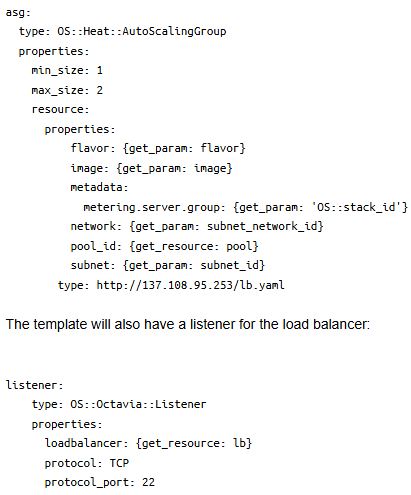 asg:
type: OS::Heat::AutoScalingGroup
properties:
min_size: 1
max_size: 2
resource:
properties:
flavor: {get_param: flavor}
image: {get_param: image}
metadata:
metering.server.group: {get_param: 'OS::stack_id'}
network: {get_param: subnet_network_id}
pool_id: {get_resource: pool}
subnet: {get_param: subnet_id}
type: http://137.108.95.253/lb.yaml
The template will also have a listener for the load balancer:
listener:
type: OS::Octavia::Listener
properties:
loadbalancer: {get_resource: lb}
protocol: TCP
protocol_port: 22